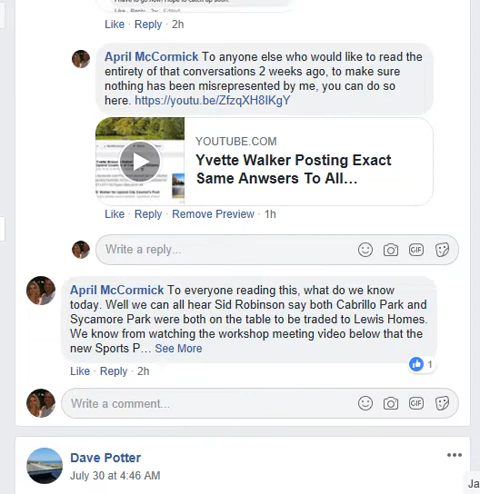 Like · Reply · 2h
April McCormick To anyone else who would like to read the
entirety of that conversations 2 weeks ago, to make sure
nothing has been misrepresented by me, you can do so
here. https://youtu.be/ZfzqXH8IKgY
YOUTUBE.COM
Yvette Walker Posting Exact
Same Anwsers To All...
Like · Reply · Remove Preview · 1h
Write a reply...
GIF
April McCormick To everyone reading this, what do we know
today. Well we can all hear Sid Robinson say both Cabrillo Park and
Sycamore Park were both on the table to be traded to Lewis Homes.
We know from watching the workshop meeting video below that the
new Sports P... See More
1
Like · Reply · 2h
Write a comment...
GIF
Dave Potter
July 30 at 4:46 AM
Ja